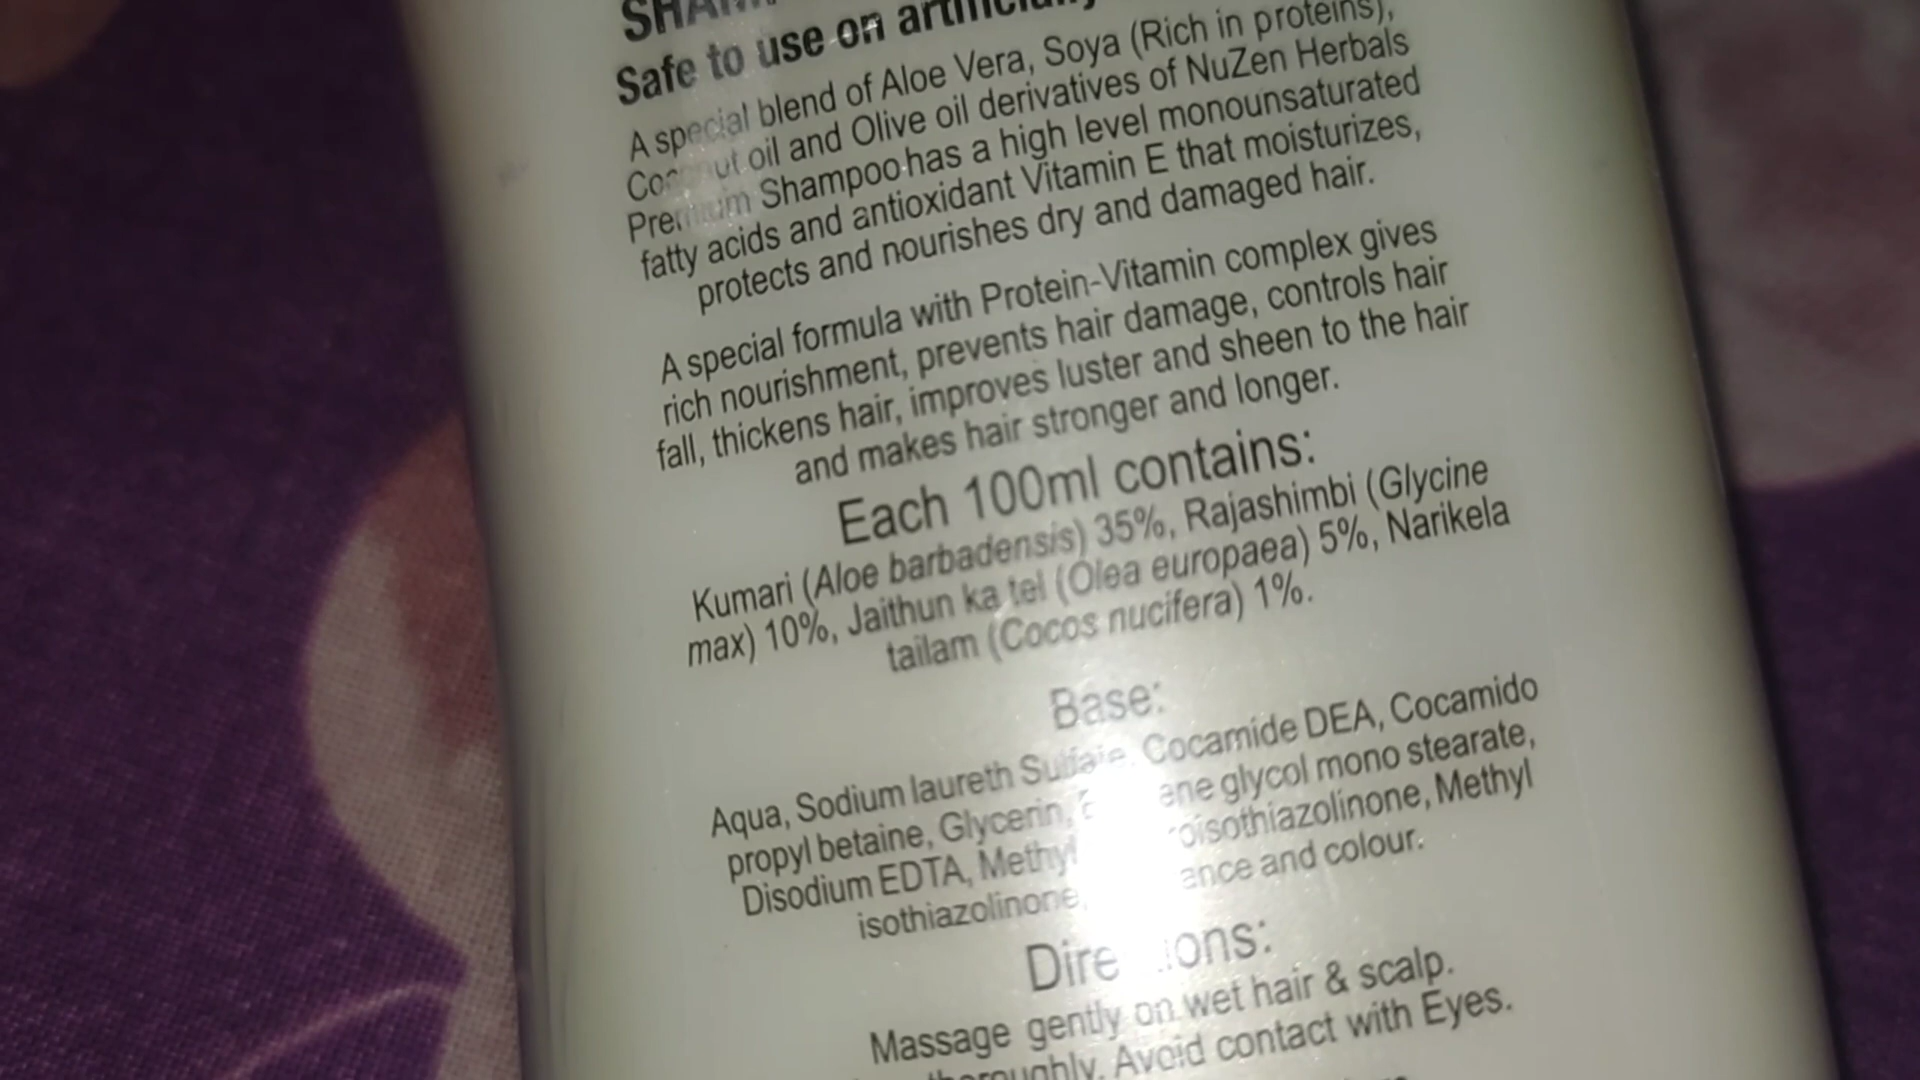 Safe to use on
A special blend of Aloe Vera, Soya (Rich in proteins),
oil and Olive oil derivatives of NuZen Herbals
Shampoo has a high level monounsaturated
fatty acids and antioxidant Vitamin E that moisturizes,
protects and nourishes dry and damaged hair.
A special formula with Protein-Vitamin complex gives
rich nourishment, prevents hair damage, controls hair
fall, thickens hair, improves luster and sheen to the hair
and makes hair stronger and longer.
Each 100ml contains:
Kumari (Aloe barbadensis) 35%, Rajashimbi (Glycine
max) 10%, Jaithun ka tel (Olea europaea) 5%, Narikela
tailam (Cocos nucifera) 1%.
Base:
Aqua, Sodium laureth Sulfate, Cocamide DEA, Cocamido
propyl betaine, Glycerin, glycol mono stearate,
Disodium EDTA, Methyl
isothiazolinone, and colour.
Massage gently on wet hair & scalp.
Avoid contact with Eyes.